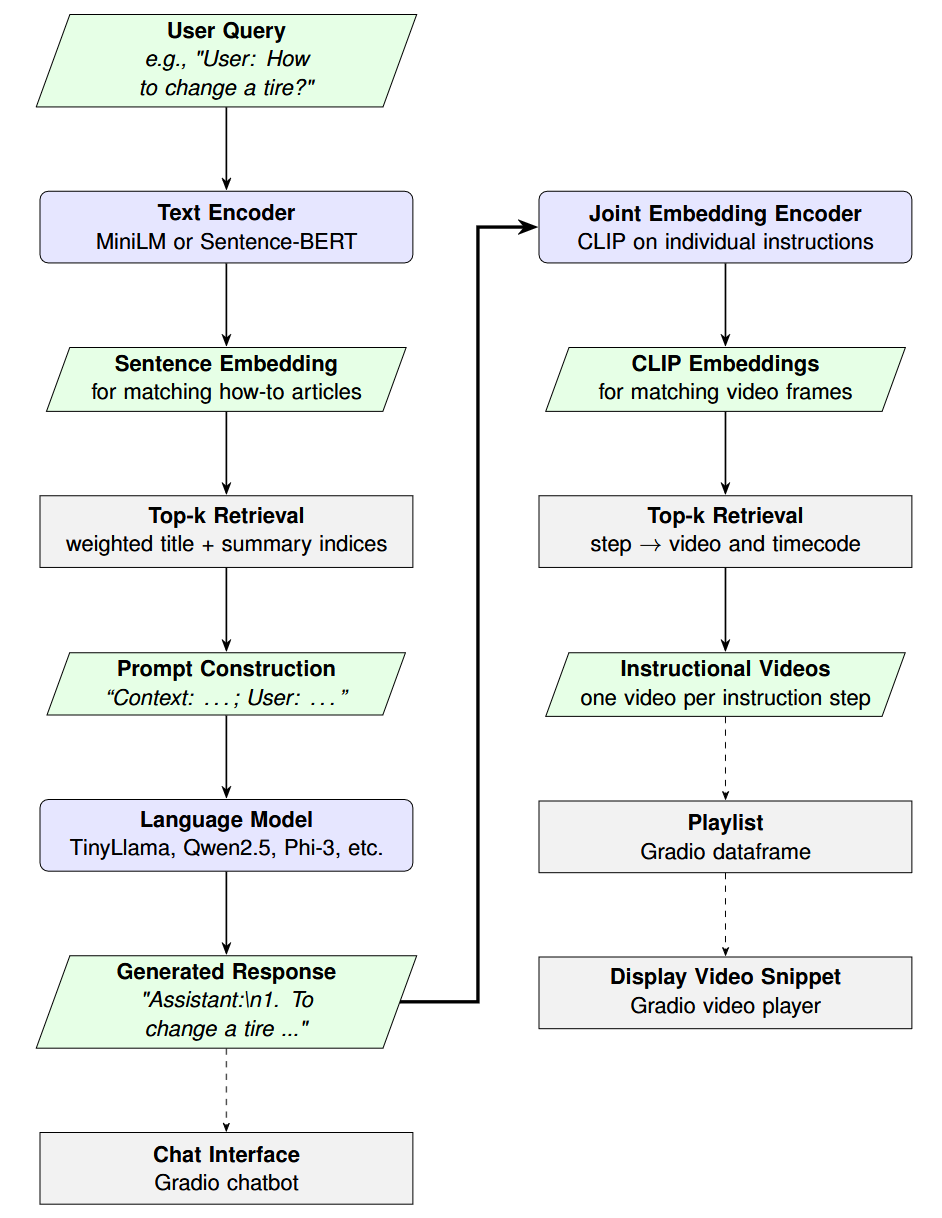 User Query
e.g., "User: How
to change a tire?"
Text Encoder
MiniLM or Sentence-BERT
Sentence Embedding
for matching how-to articles
Top-k Retrieval
weighted title + summary indices
Prompt Construction
“Context: ...; User: ...”
Language Model
TinyLlama, Qwen2.5, Phi-3, etc.
Generated Response
"Assistant:\n1. To
change a tire ..."
Chat Interface
Gradio chatbot
Joint Embedding Encoder
CLIP on individual instructions
CLIP Embeddings
for matching video frames
Top-k Retrieval
step → video and timecode
Instructional Videos
one video per instruction step
Playlist
Gradio dataframe
Display Video Snippet
Gradio video player